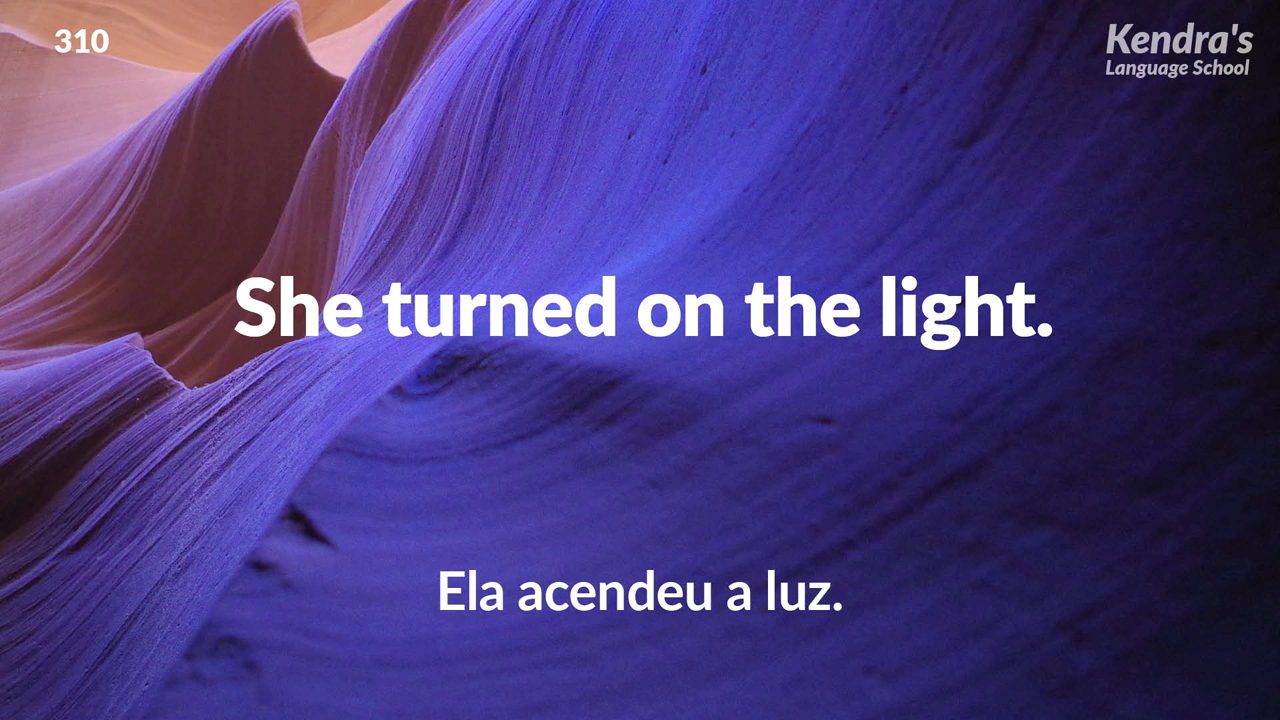 310
Kendra's
Language School
She turned on the light.
Ela acendeu a luz.